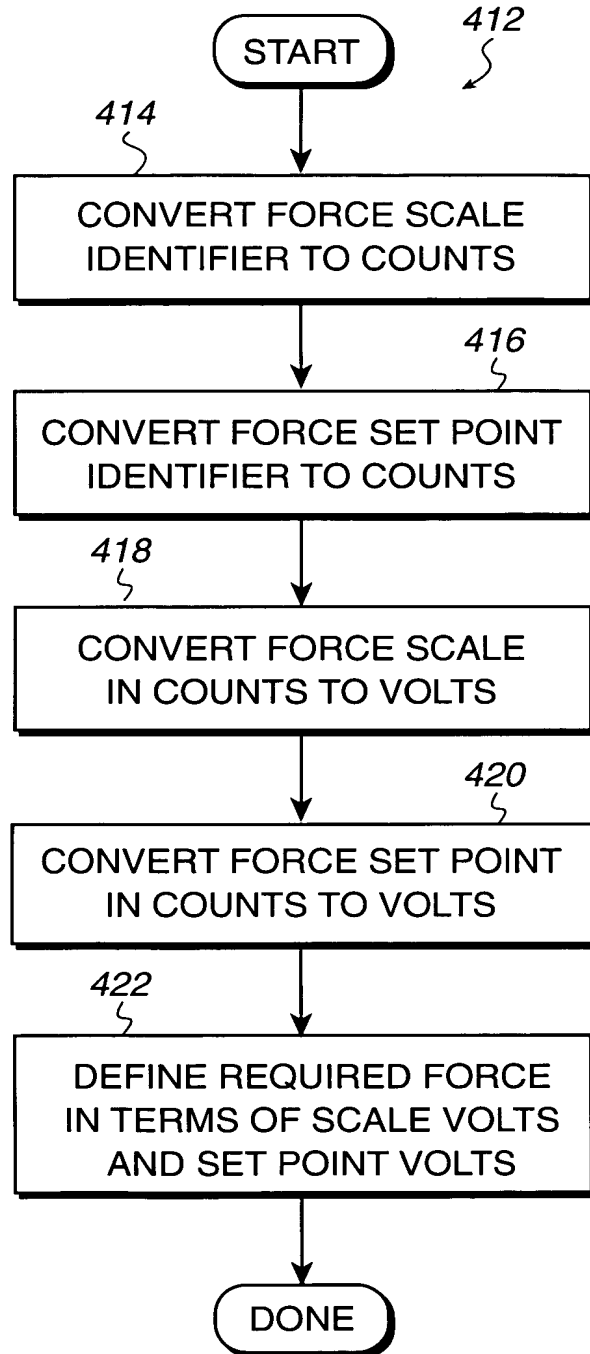 412
START
414
CONVERT FORCE SCALE
IDENTIFIER TO COUNTS
416
CONVERT FORCE SET POINT
IDENTIFIER TO COUNTS
418
CONVERT FORCE SCALE
IN COUNTS TO VOLTS
420
CONVERT FORCE SET POINT
IN COUNTS TO VOLTS
422
DEFINE REQUIRED FORCE
IN TERMS OF SCALE VOLTS
AND SET POINT VOLTS
DONE